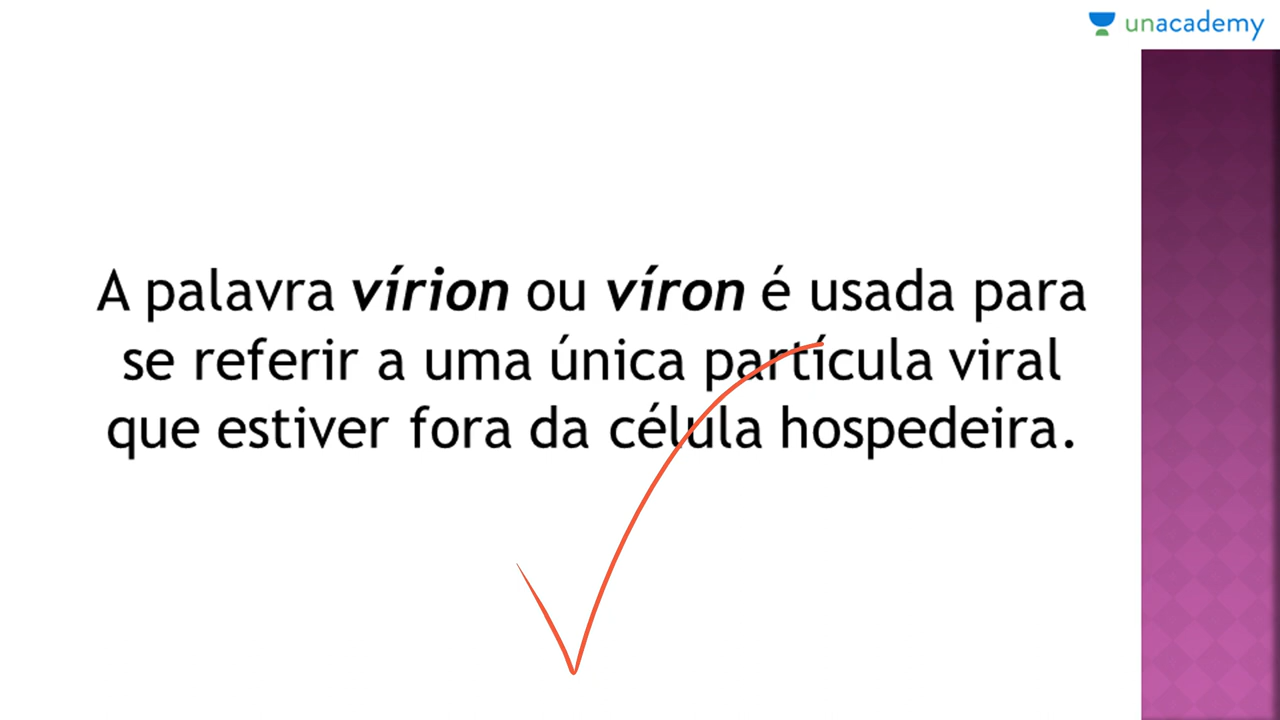 unacademy
A palavra vírion ou víron é usada para
se referir a uma única partícula viral
que estiver fora da célula hospedeira.